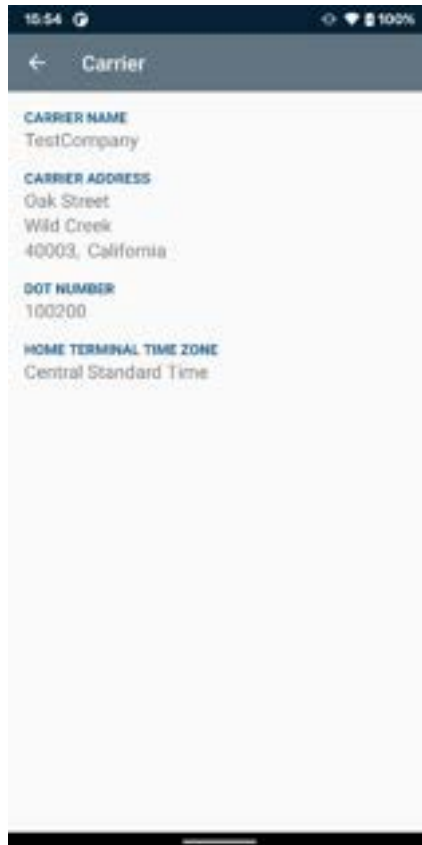 15:54 100%
Carrier
CARRIER NAME
TestCompany
CARRIER ADDRESS
Oak Street
Wild Creek
40003, California
DOT NUMBER
100200
HOME TERMINAL TIME ZONE
Central Standard Time